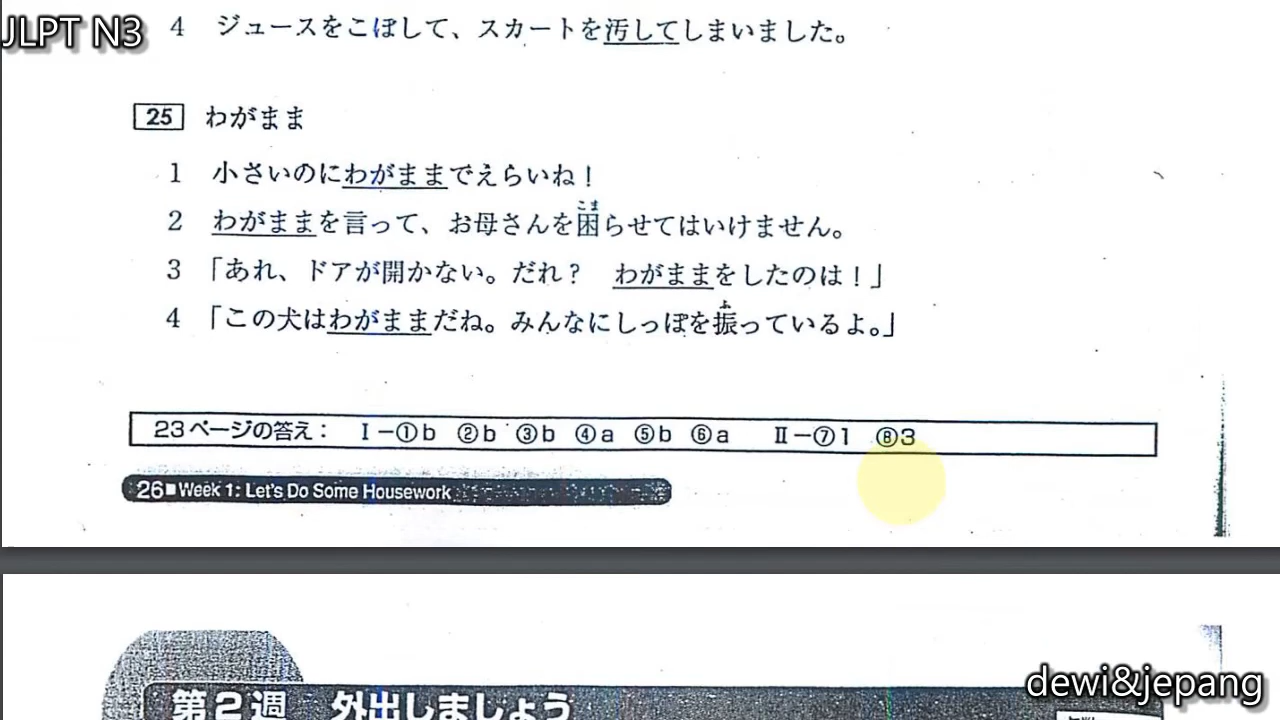 JLPT N3
4 ジュースをこぼして、スカートを汚してしまいました。
25 わがまま
1 小さいのにわがままでえらいね！
こま
2 わがままを言って、お母さんを困らせてはいけません。
3 「あれ、ドアが開かない。だれ？ わがままをしたのは！」
ふ
4 「この犬はわがままだね。みんなにしっぽを振っているよ。」
23ページの答え： Ⅰ－①b ②b ③b ④a ⑤b ⑥a Ⅱ－⑦1 ⑧3
26■Week 1: Let's Do Some Housework
第2週 外出しましょう
dewi&jepang